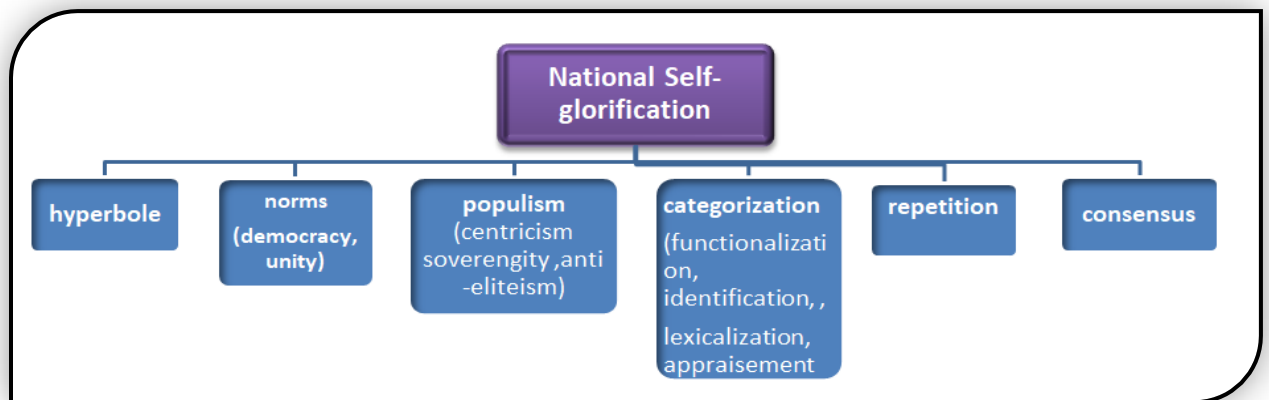 National Self-
glorification
hyperbole
norms
(democracy,
unity)
populism
(centricism
soverengity ,anti
-eliteism)
categorization
(functionalizati
on,
identification, ,
lexicalization,
appraisement
repetition
consensus